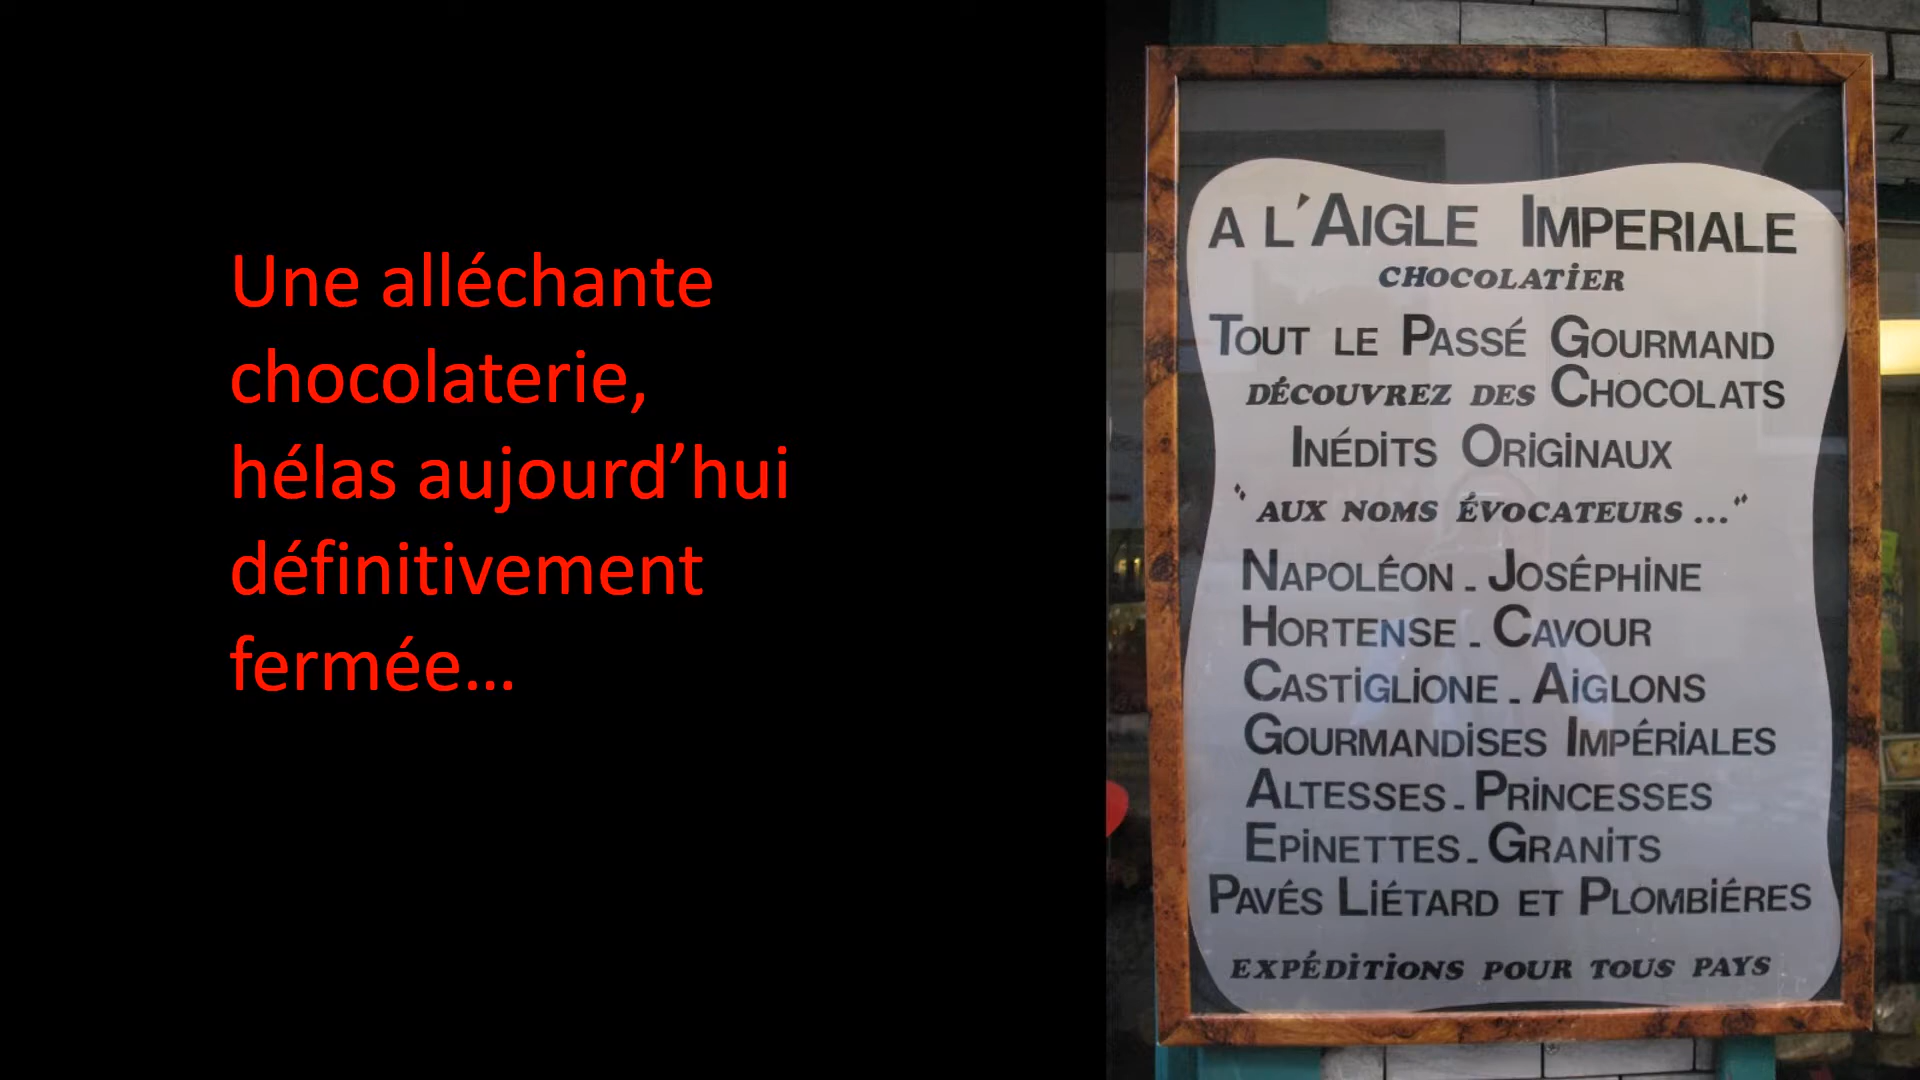 Une alléchante
chocolaterie,
hélas aujourd’hui
définitivement
fermée...
A L'AIGLE IMPERIALE
CHOCOLATIER
TOUT LE PASSÉ GOURMAND
DÉCOUVREZ DES CHOCOLATS
INÉDITS ORIGINAUX
"AUX NOMS ÉVOCATEURS ..."
NAPOLÉON - JOSÉPHINE
HORTENSE - CAVOUR
CASTIGLIONE - AIGLONS
GOURMANDISES IMPÉRIALES
ALTESSES - PRINCESSES
EPINETTES - GRANITS
PAVÉS LIÉTARD ET PLOMBIÉRES
EXPÉDITIONS POUR TOUS PAYS